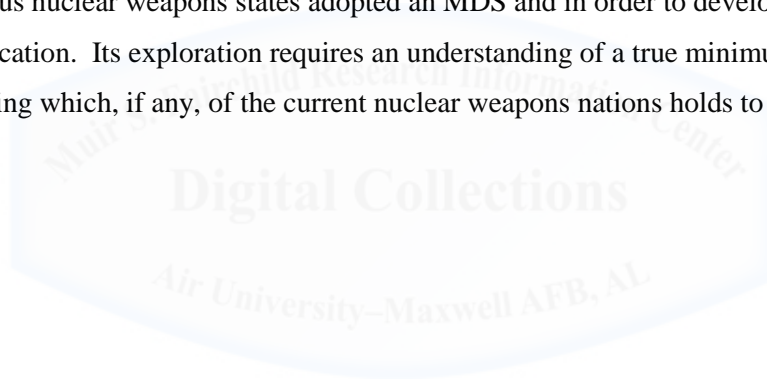 us nuclear weapons states adopted an MDS and in order to develo
cation. Its exploration requires an understanding of a true minimu
ing which, if any, of the current nuclear weapons nations holds to
Muir S. Fairchild Research Information Center
Digital Collections
Air University–Maxwell AFB, AL